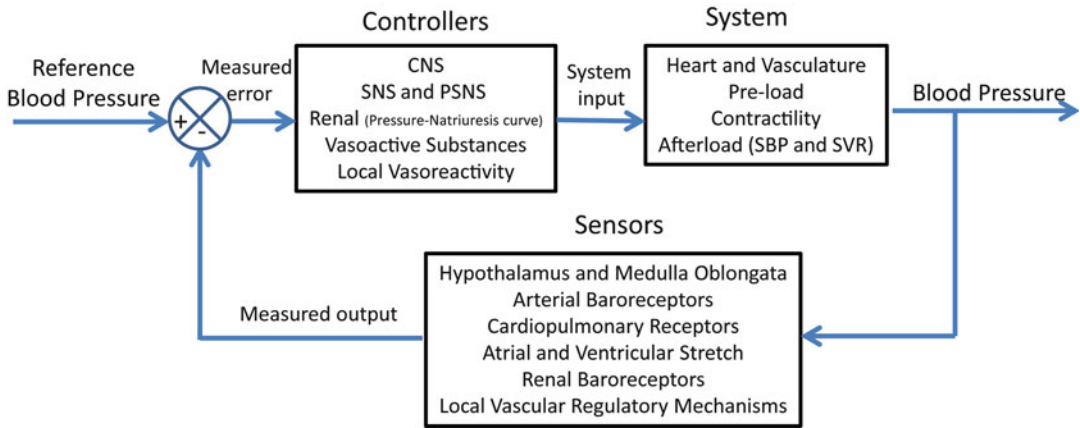 Controllers
System
Reference
Blood Pressure
+
-
Measured
error
CNS
SNS and PSNS
Renal (Pressure-Natriuresis curve)
Vasoactive Substances
Local Vasoreactivity
System
input
Heart and Vasculature
Pre-load
Contractility
Afterload (SBP and SVR)
Blood Pressure
Sensors
Hypothalamus and Medulla Oblongata
Arterial Baroreceptors
Cardiopulmonary Receptors
Atrial and Ventricular Stretch
Renal Baroreceptors
Local Vascular Regulatory Mechanisms
Measured output